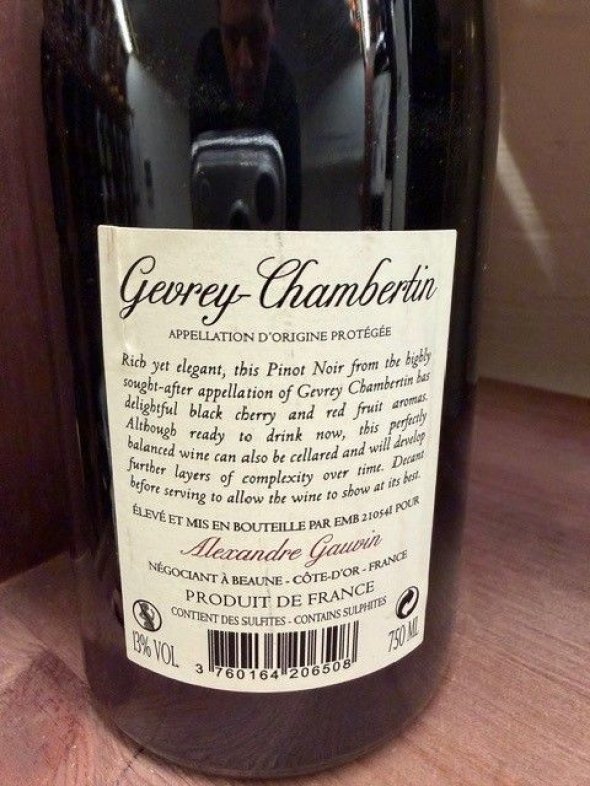 Gevrey-Chambertin
APPELLATION D'ORIGINE PROTÉGÉE
Rich yet elegant, this Pinot Noir from the highly
sought-after appellation of Gevrey Chambertin has
delightful black cherry and red fruit aromas.
Although ready to drink now, this perfectly
balanced wine can also be cellared and will develop
further layers of complexity over time. Decant
before serving to allow the wine to show at its best.
ÉLEVÉ ET MIS EN BOUTEILLE PAR EMB 21054I POUR
Alexandre Gauvin
NÉGOCIANT À BEAUNE - CÔTE-D'OR - FRANCE
PRODUIT DE FRANCE
CONTIENT DES SULFITES - CONTAINS SULPHITES
13% VOL.
750 ML
3 760164 206508